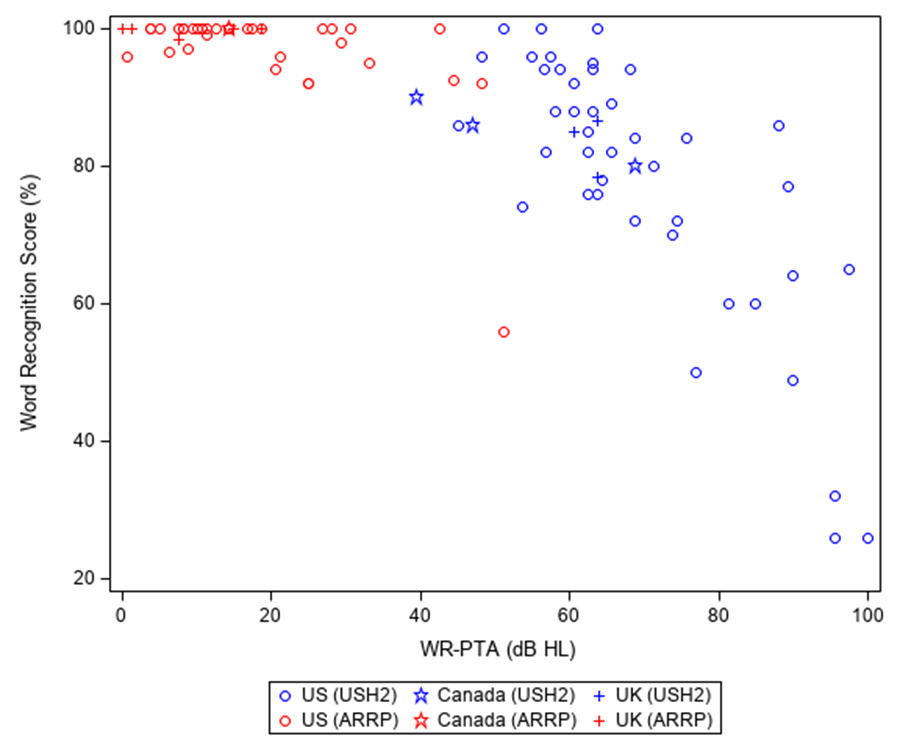 100
80
60
40
20
Word Recognition Score (%)
0 20 40 60 80 100
WR-PTA (dB HL)
US (USH2) Canada (USH2) UK (USH2)
US (ARRP) Canada (ARRP) UK (ARRP)